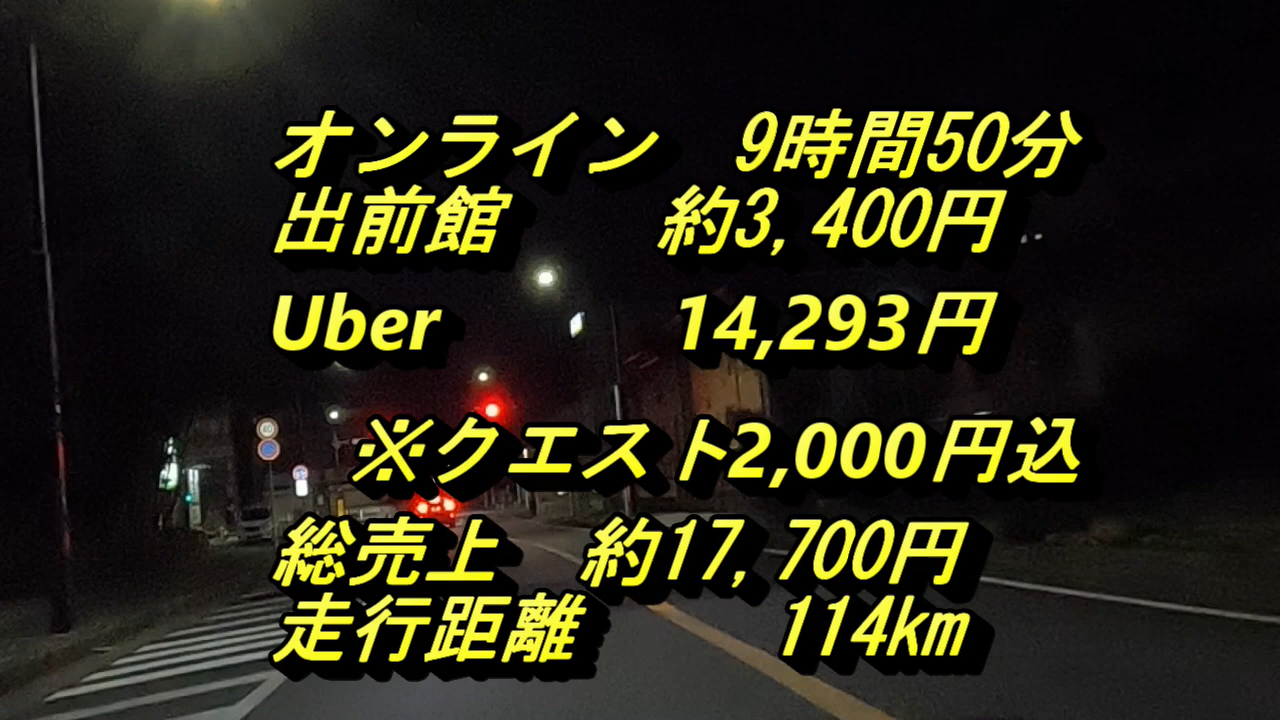 オンライン　9時間50分
出前館　約3,400円
Uber　14,293円
※クエスト2,000円込
総売上　約17,700円
走行距離　114km